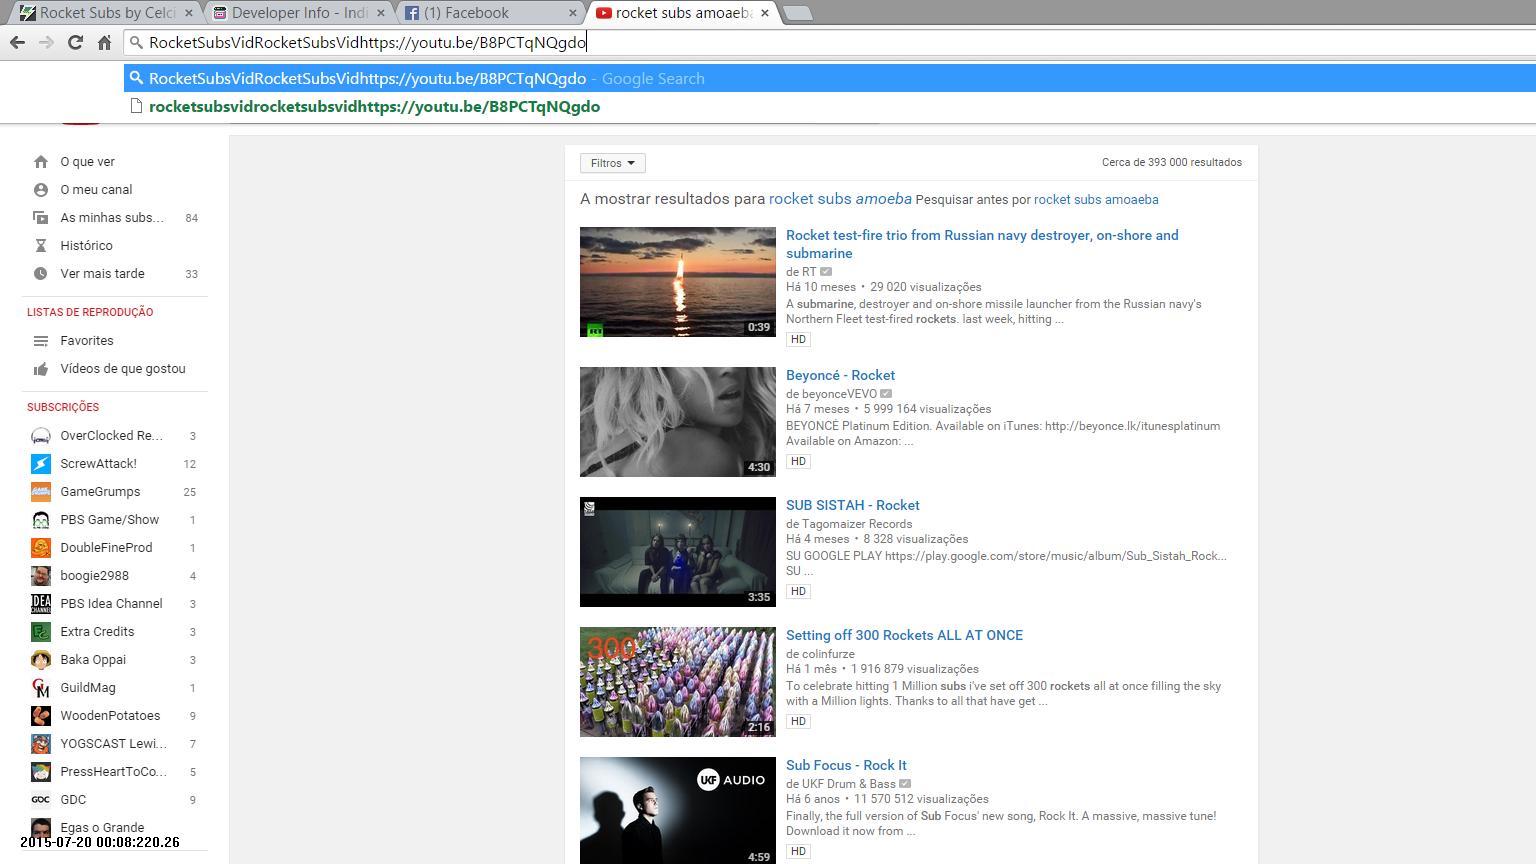 Rocket Subs by Celci
Developer Info - Indi
(1) Facebook
rocket subs amoaeba
RocketSubsVidRocketSubsVidhttps://youtu.be/B8PCTqNQgdo
RocketSubsVidRocketSubsVidhttps://youtu.be/B8PCTqNQgdo - Google Search
rocketsubsvidrocketsubsvidhttps://youtu.be/B8PCTqNQgdo
O que ver
O meu canal
As minhas subs... 84
Histórico
Ver mais tarde 33
LISTAS DE REPRODUÇÃO
Favorites
Vídeos de que gostou
SUBSCRIÇÕES
OverClocked Re... 3
ScrewAttack! 12
GameGrumps 25
PBS Game/Show 1
DoubleFineProd 1
boogie2988 4
IDEA CHANNEL PBS Idea Channel 3
Extra Credits 3
Baka Oppai 3
GuildMag 1
WoodenPotatoes 9
YOGSCAST Lewi... 7
PressHeartToCo... 5
GDC GDC 9
Egas o Grande
2015-07-20 00:08:220.26
Filtros
Cerca de 393 000 resultados
A mostrar resultados para rocket subs amoeba Pesquisar antes por rocket subs amoaeba
RT
0:39
Rocket test-fire trio from Russian navy destroyer, on-shore and
submarine
de RT
Há 10 meses • 29 020 visualizações
A submarine, destroyer and on-shore missile launcher from the Russian navy's
Northern Fleet test-fired rockets. last week, hitting ...
HD
4:30
Beyoncé - Rocket
de beyonceVEVO
Há 7 meses • 5 999 164 visualizações
BEYONCÉ Platinum Edition. Available on iTunes: http://beyonce.lk/itunesplatinum
Available on Amazon: ...
HD
3:35
SUB SISTAH - Rocket
de Tagomaizer Records
Há 4 meses • 8 328 visualizações
SU GOOGLE PLAY https://play.google.com/store/music/album/Sub_Sistah_Rock...
SU ...
HD
300
2:16
Setting off 300 Rockets ALL AT ONCE
de colinfurze
Há 1 mês • 1 916 879 visualizações
To celebrate hitting 1 Million subs i've set off 300 rockets all at once filling the sky
with a Million lights. Thanks to all that have get ...
HD
UKF AUDIO
4:59
Sub Focus - Rock It
de UKF Drum & Bass
Há 6 anos • 11 570 512 visualizações
Finally, the full version of Sub Focus' new song, Rock It. A massive, massive tune!
Download it now from ...
HD